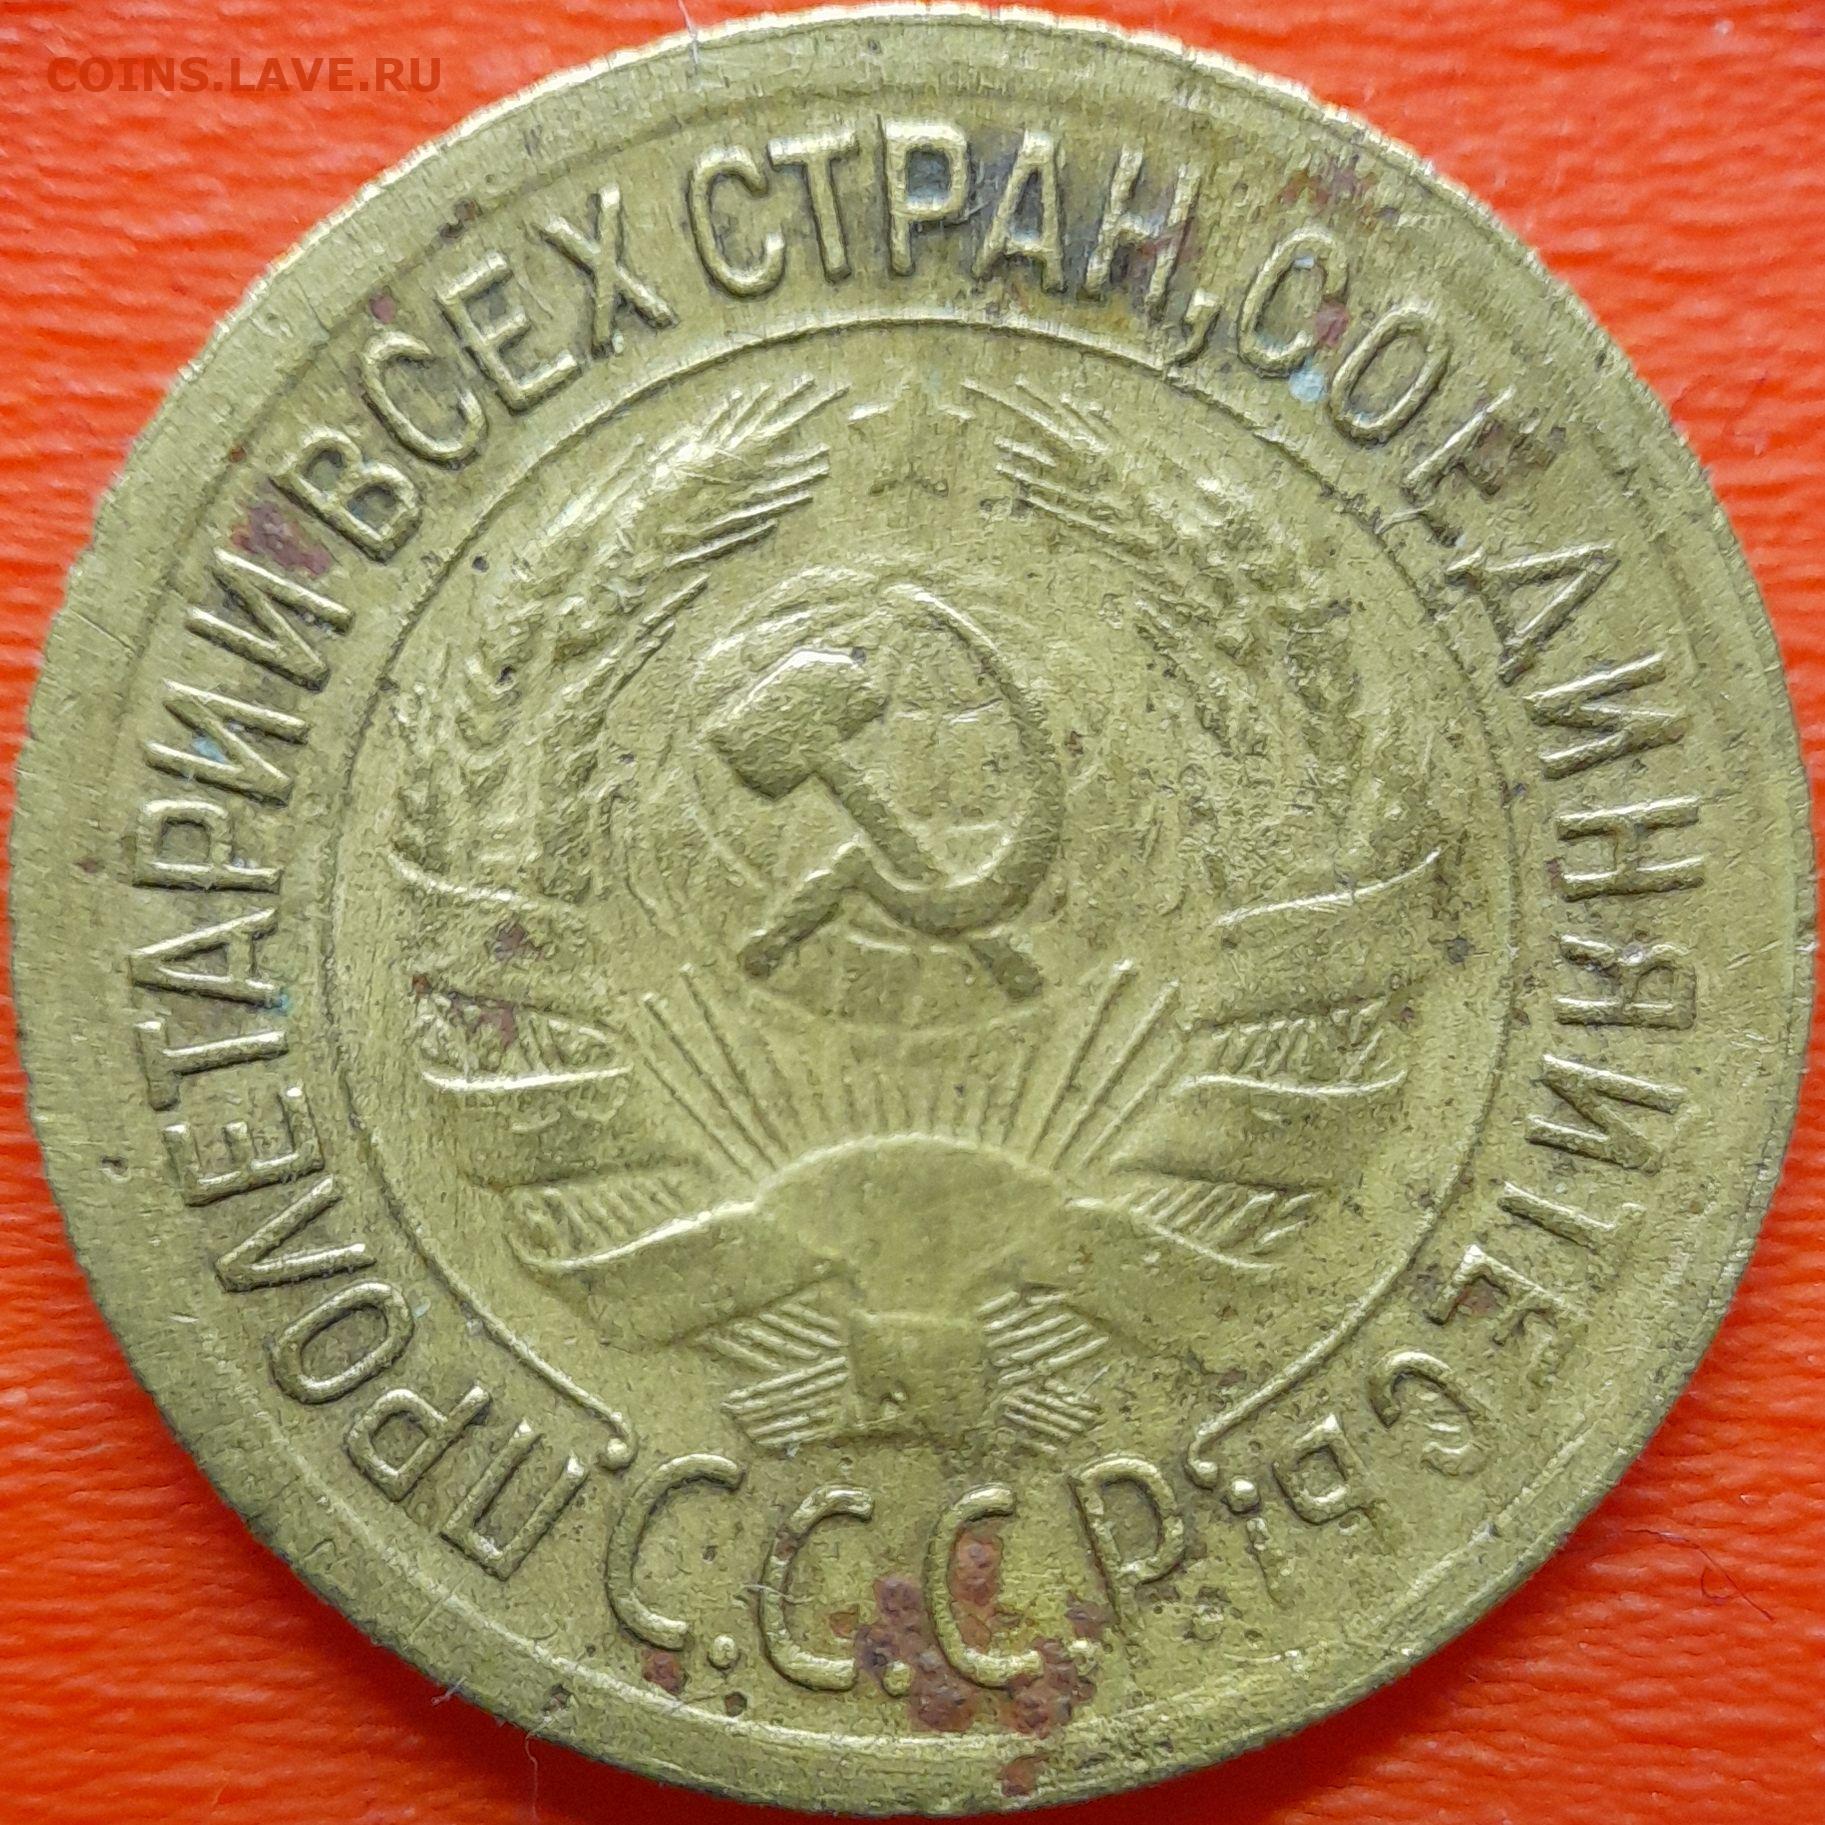 COINS.LAVE.RU
ПРОЛЕТАРИИ ВСЕХ СТРАН, СОЕДИНЯЙТЕСЬ!
С.С.С.Р.